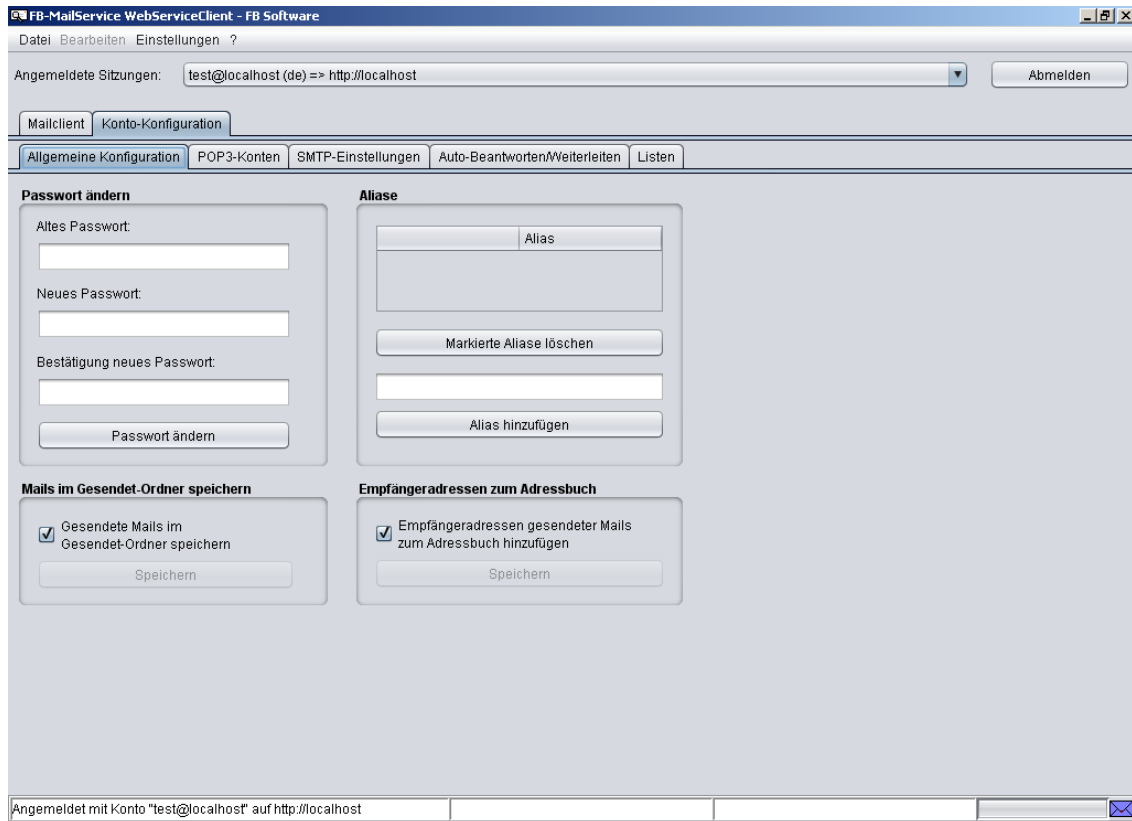 FB-MailService WebServiceClient - FB Software
Datei Bearbeiten Einstellungen ?
Angemeldete Sitzungen: test@localhost (de) => http://localhost Abmelden
Mailclient Konto-Konfiguration
Allgemeine Konfiguration POP3-Konten SMTP-Einstellungen Auto-Beantworten/Weiterleiten Listen
Passwort ändern
Altes Passwort:
Neues Passwort:
Bestätigung neues Passwort:
Passwort ändern
Aliase
Alias
Markierte Aliase löschen
Alias hinzufügen
Mails im Gesendet-Ordner speichern
Gesendete Mails im
Gesendet-Ordner speichern
Speichern
Empfängeradressen zum Adressbuch
Empfängeradressen gesendeter Mails
zum Adressbuch hinzufügen
Speichern
Angemeldet mit Konto "test@localhost" auf http://localhost